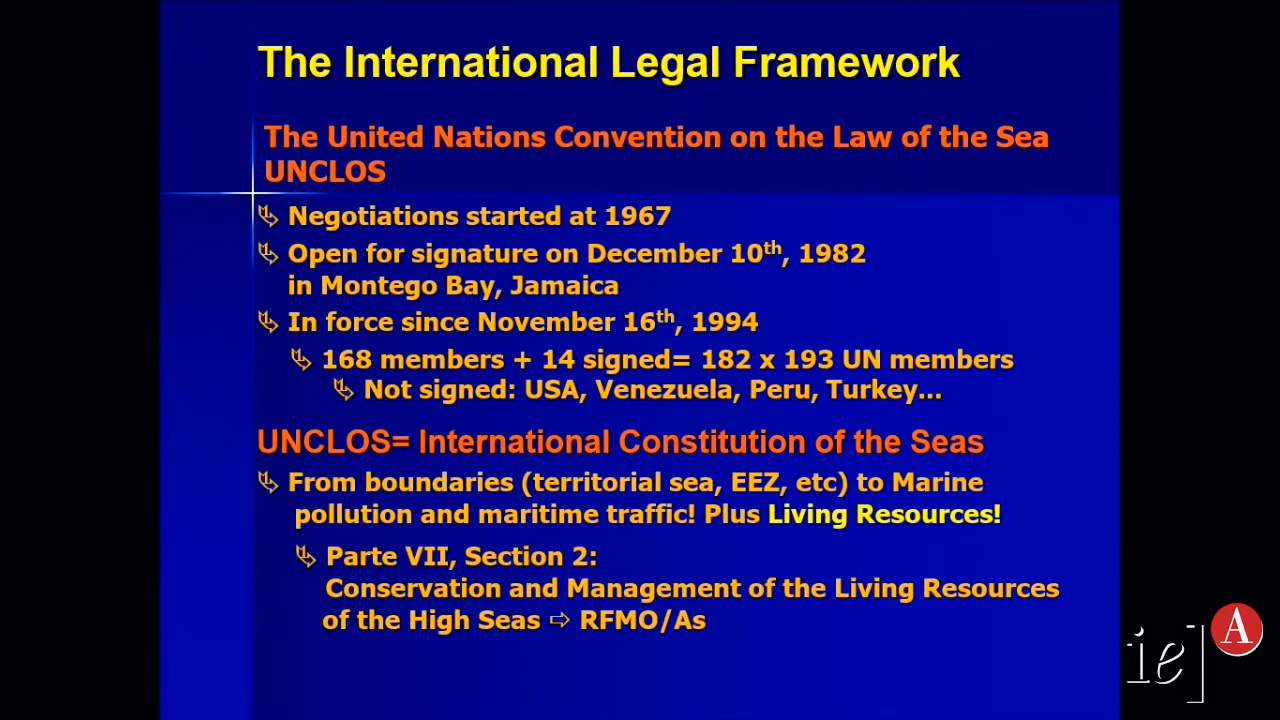 The International Legal Framework
The United Nations Convention on the Law of the Sea
UNCLOS
Negotiations started at 1967
Open for signature on December 10th, 1982
in Montego Bay, Jamaica
In force since November 16th, 1994
168 members + 14 signed= 182 x 193 UN members
Not signed: USA, Venezuela, Peru, Turkey...
UNCLOS= International Constitution of the Seas
From boundaries (territorial sea, EEZ, etc) to Marine
pollution and maritime traffic! Plus Living Resources!
Parte VII, Section 2:
Conservation and Management of the Living Resources
of the High Seas ⇨ RFMO/As
ie] A